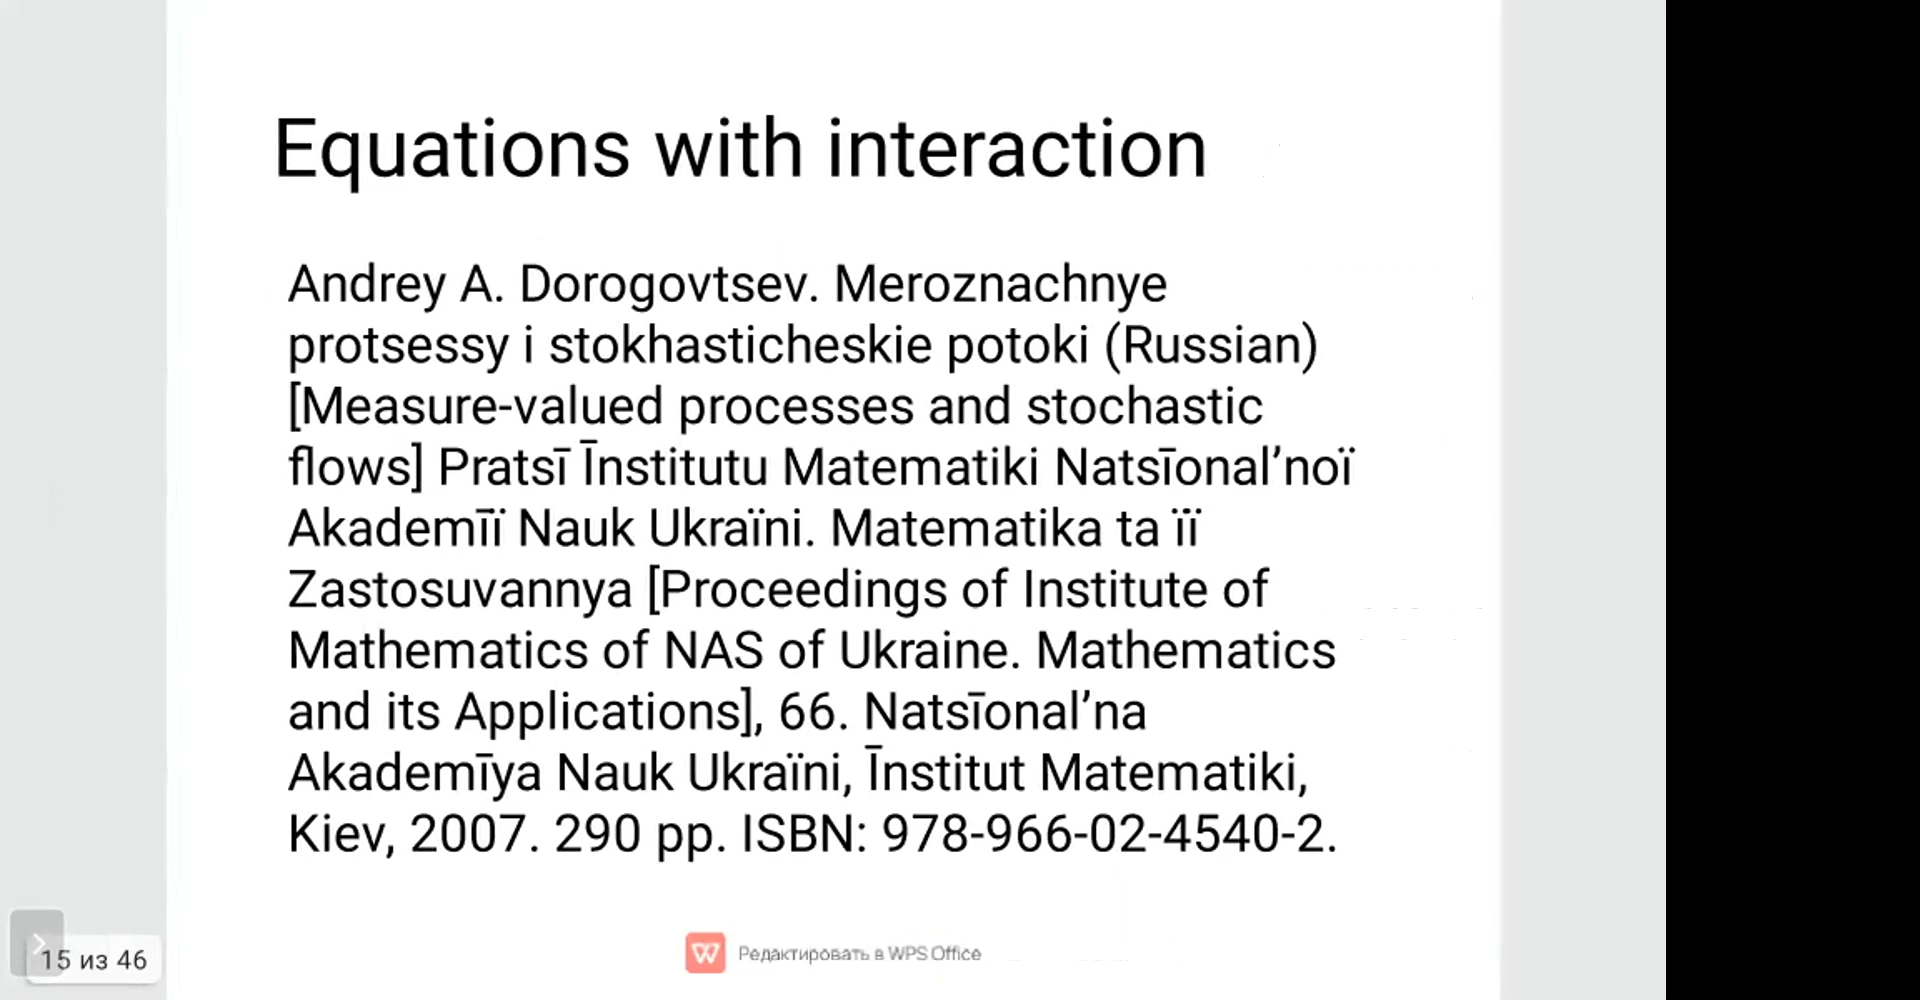 Equations with interaction
Andrey A. Dorogovtsev. Meroznachnye
protsessy i stokhasticheskie potoki (Russian)
[Measure-valued processes and stochastic
flows] Pratsī Īnstitutu Matematiki Natsīonal’noï
Akademīï Nauk Ukraïni. Matematika ta ïï
Zastosuvannya [Proceedings of Institute of
Mathematics of NAS of Ukraine. Mathematics
and its Applications], 66. Natsīonal’na
Akademīya Nauk Ukraïni, Īnstitut Matematiki,
Kiev, 2007. 290 pp. ISBN: 978-966-02-4540-2.
15 из 46
Редактировать в WPS Office